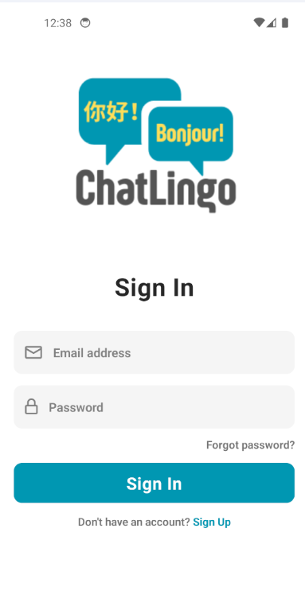 12:38
你好!
Bonjour!
ChatLingo
Sign In
Email address
Password
Forgot password?
Sign In
Don't have an account? Sign Up